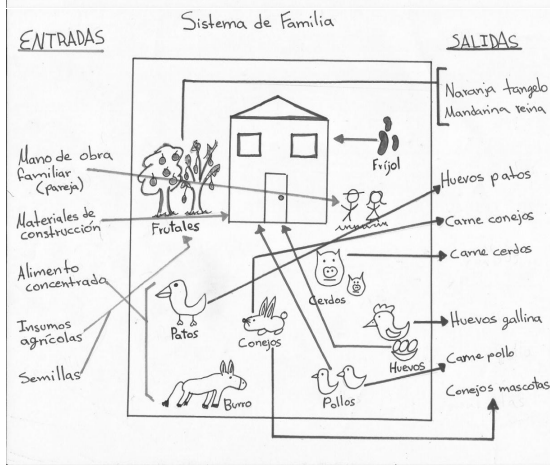 Sistema de Familia
ENTRADAS
SALIDAS
Naranja tangelo
Mandarina reina
Mano de obra
familiar
(pareja)
Materiales de
construcción
Alimento
concentrado
Insumos
agrícolas
Semillas
Frutales
Fríjol
Patos
Conejos
Cerdos
Burro
Pollos
Huevos
Huevos patos
Carne conejos
Carne cerdos
Huevos gallina
Carne pollo
Conejos mascotas